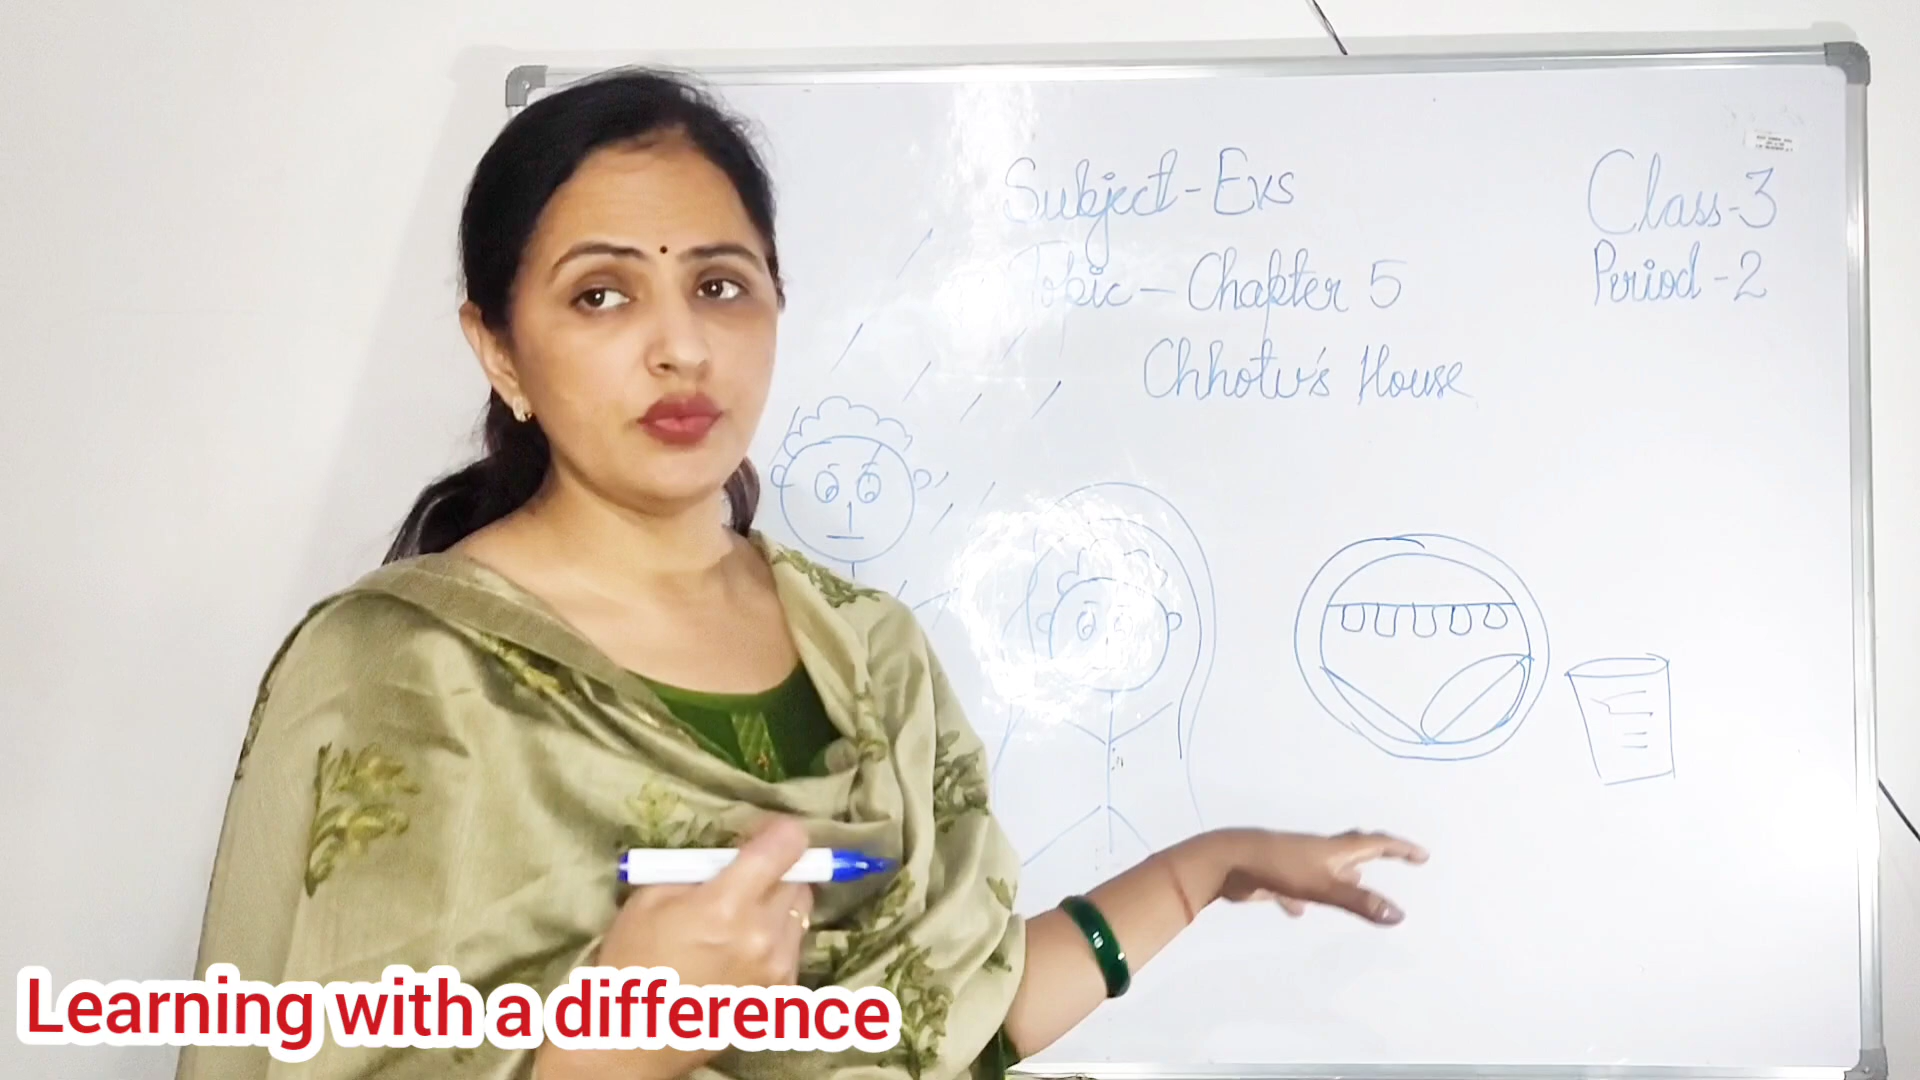 Subject-Evs
Class-3
Topic-Chapter 5
Period-2
Chhotu's House
Learning with a difference